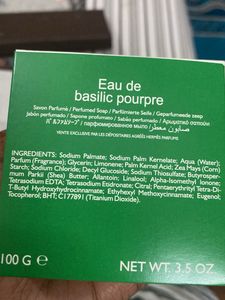 Eau de
basilic pourpre
Savon Parfumé / Perfumed Soap / Parfümierte Seife / Geparfumeerde zeep
Jabón perfumado / Sapone profumato / Sabão perfumado / Αρωματικό σαπούνι
パルファンソープ / парфюмированное мыло / صابون معطر
VENTE EXCLUSIVE PAR LES DÉPOSITAIRES AGRÉÉS HERMÈS PARFUMS
INGREDIENTS: Sodium Palmate; Sodium Palm Kernelate; Aqua (Water);
Parfum (Fragrance); Glycerin; Limonene; Palm Kernel Acid; Zea Mays (Corn)
Starch; Sodium Chloride; Decyl Glucoside; Sodium Thiosulfate; Butyrosper-
mum Parkii (Shea) Butter; Allantoin; Linalool; Alpha-Isomethyl Ionone;
Tetrasodium EDTA; Tetrasodium Etidronate; Citral; Pentaerythrityl Tetra-Di-
T-Butyl Hydroxyhydrocinnamate; Ethylhexyl Methoxycinnamate; Eugenol;
Tocopherol; BHT; C177891 (Titanium Dioxide).
100 G e
NET WT. 3.5 OZ